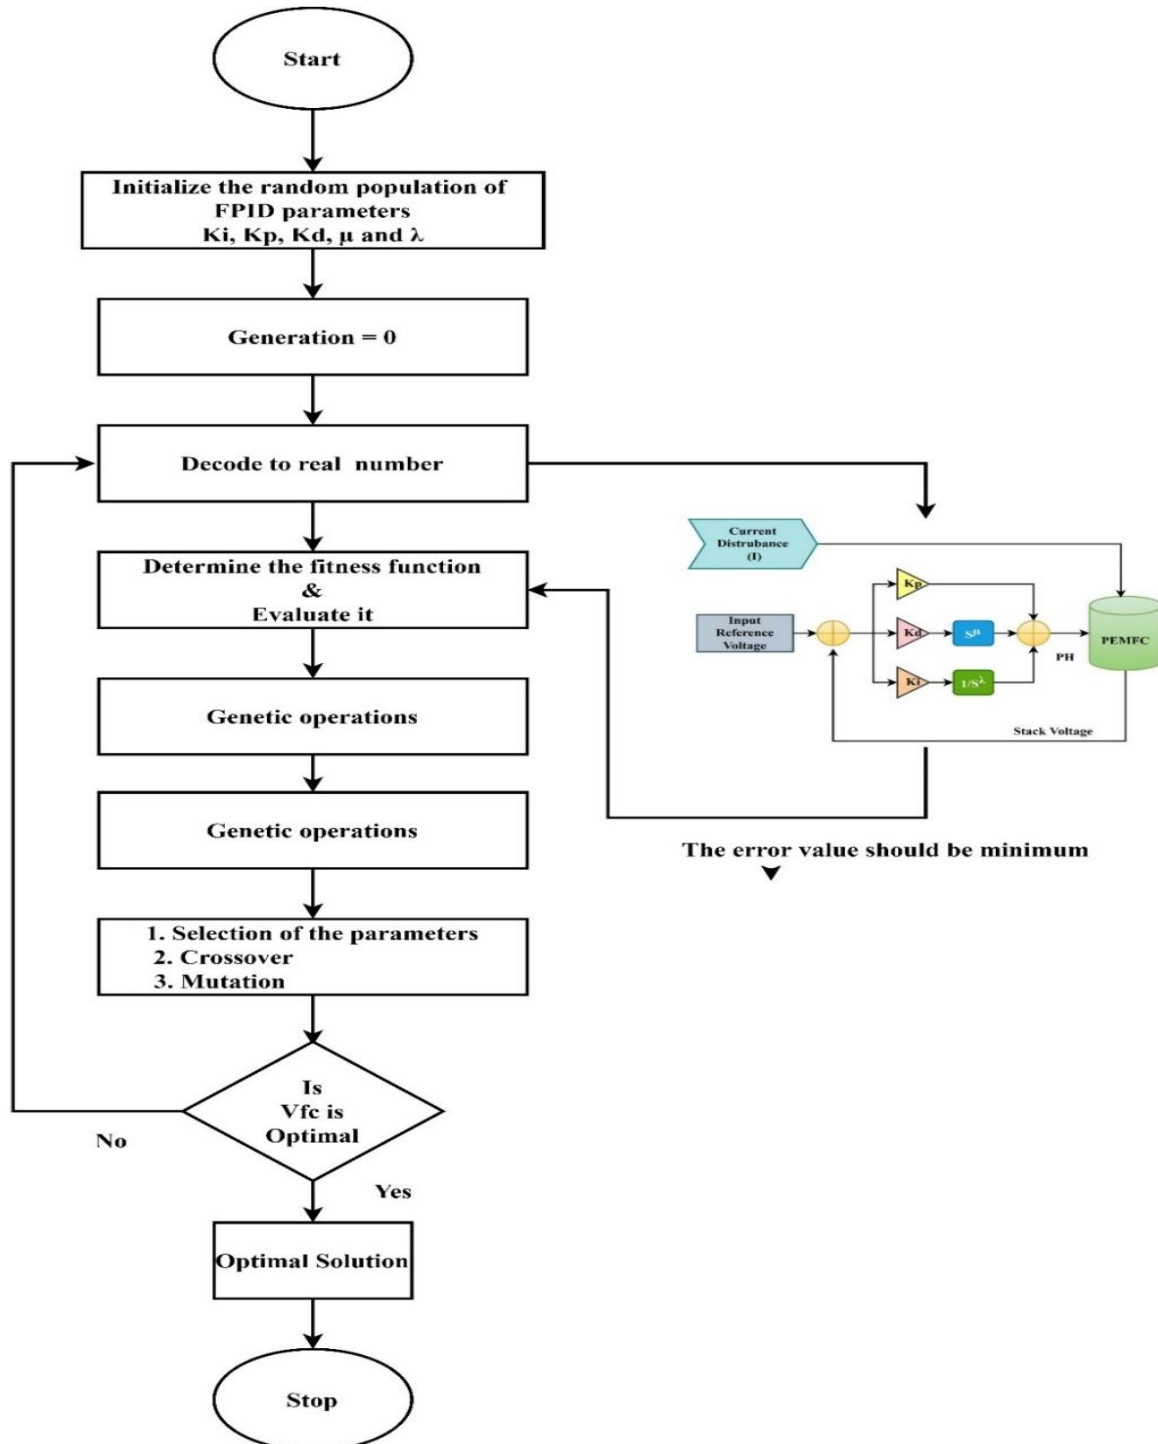 Start
Initialize the random population of
FPID parameters
Ki, Kp, Kd, μ and λ
Generation = 0
Decode to real number
Determine the fitness function
&
Evaluate it
Genetic operations
Genetic operations
1. Selection of the parameters
2. Crossover
3. Mutation
Is
Vfc is
Optimal
No
Yes
Optimal Solution
Stop
Current
Distrubance
(I)
Input
Reference
Voltage
Kp
Kd
Sμ
Ki
1/Sλ
PH
PEMFC
Stack Voltage
The error value should be minimum